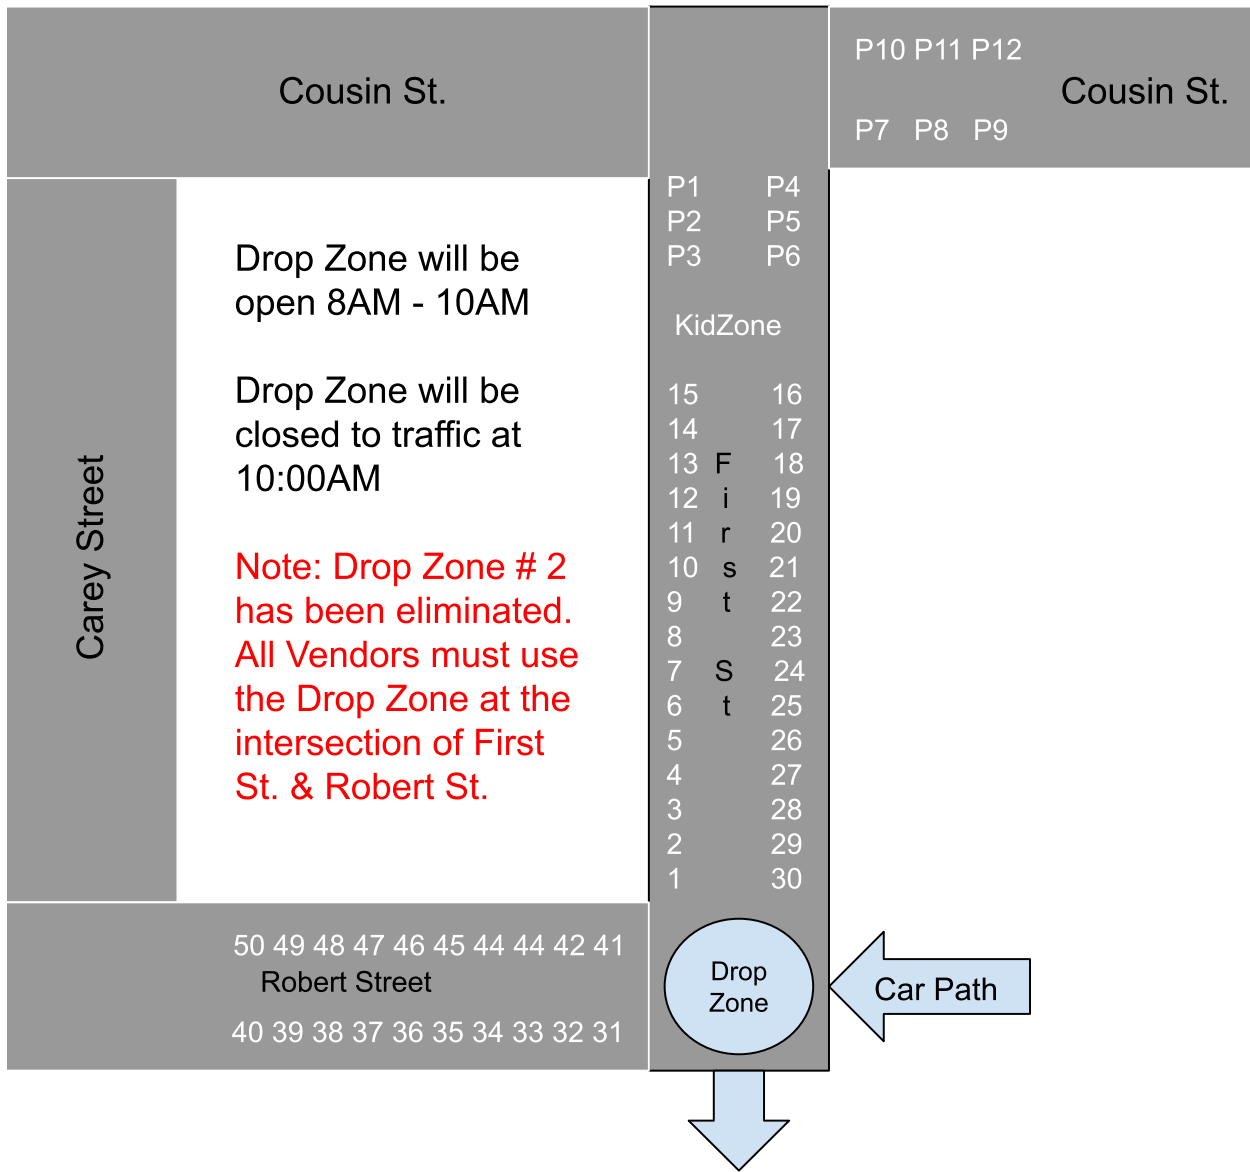 Cousin St.
P10 P11 P12
Cousin St.
P7 P8 P9
P1 P4
P2 P5
P3 P6
Drop Zone will be
open 8AM - 10AM
KidZone
Drop Zone will be
closed to traffic at
10:00AM
Note: Drop Zone # 2
has been eliminated.
All Vendors must use
the Drop Zone at the
intersection of First
St. & Robert St.
Carey Street
15 16
14 17
13 18
12 19
11 20
10 21
9 22
8 23
7 24
6 25
5 26
4 27
3 28
2 29
1 30
First St
50 49 48 47 46 45 44 44 42 41
Robert Street
40 39 38 37 36 35 34 33 32 31
Drop
Zone
Car Path